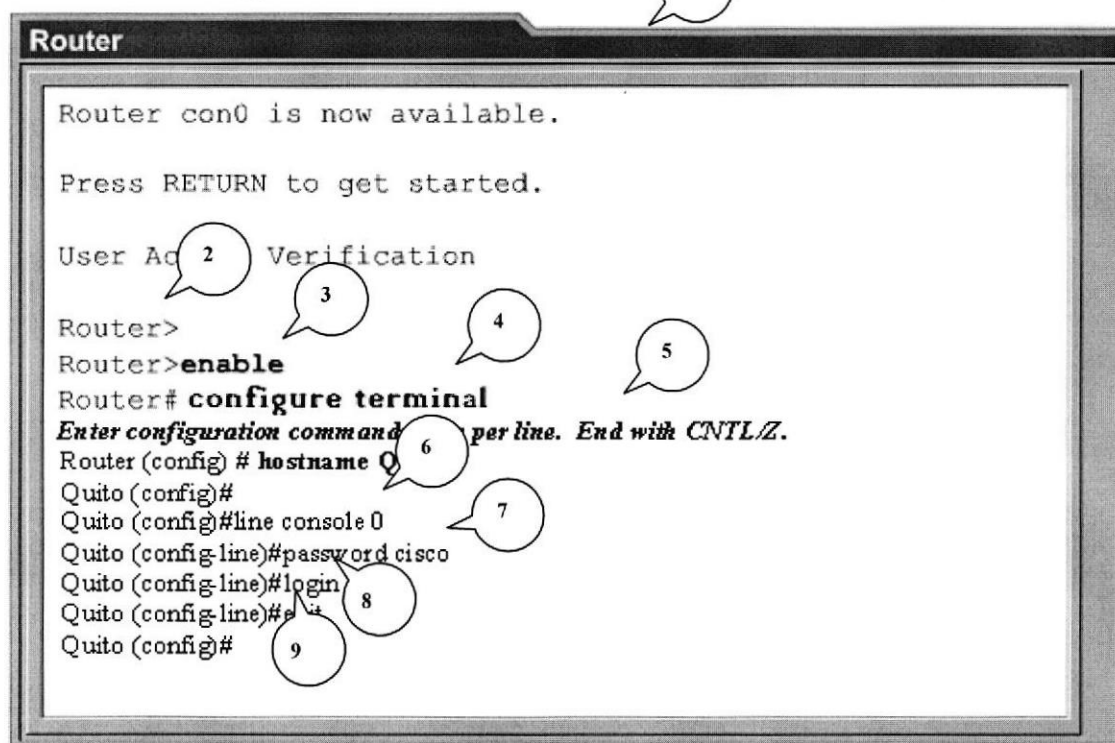 Router
Router con0 is now available.
Press RETURN to get started.
2
User Verification
3
4
Router>
5
Router>enable
Router# configure terminal
Enter configuration command per line. End with CNTL/Z.
6
Router (config) # hostname
Quito (config)#
7
Quito (config)#line console 0
Quito (config-line)#password cisco
Quito (config-line)#login
8
Quito (config-line)#
Quito (config)#
9